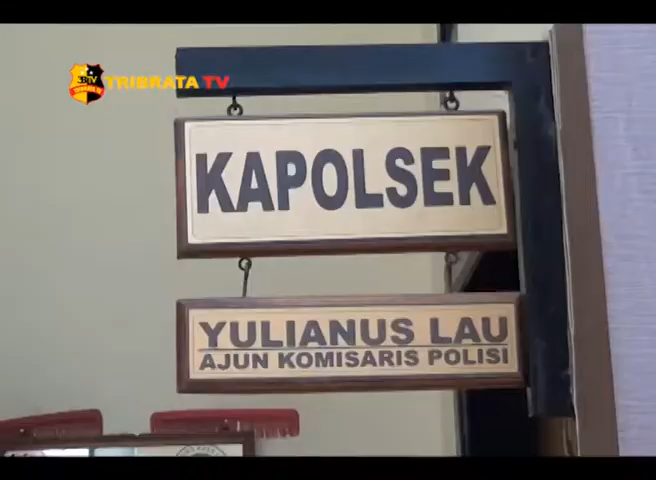 TRIBRATA TV
KAPOLSEK
YULIANUS LAU
AJUN KOMISARIS POLISI